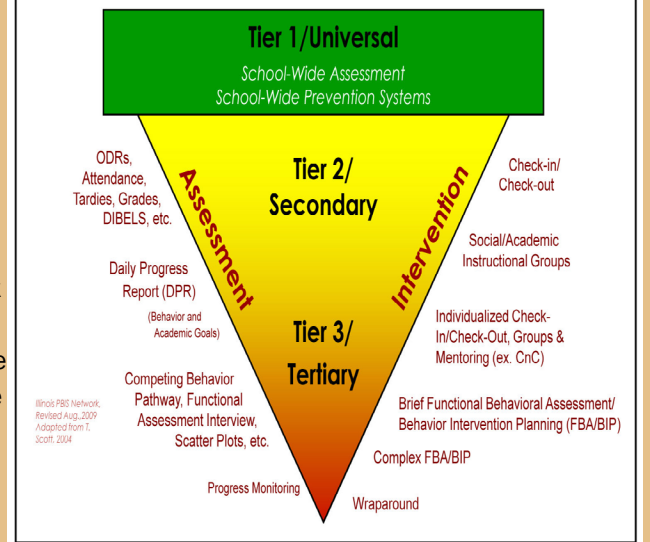 Tier 1/Universal
School-Wide Assessment
School-Wide Prevention Systems
Tier 2/
Secondary
Tier 3/
Tertiary
Assessment
Intervention
ODRs,
Attendance,
Tardies, Grades,
DIBELS, etc.
Daily Progress
Report (DPR)
(Behavior and
Academic Goals)
Competing Behavior
Pathway, Functional
Assessment Interview,
Scatter Plots, etc.
Progress Monitoring
Check-in/
Check-out
Social/Academic
Instructional Groups
Individualized Check-
In/Check-Out, Groups &
Mentoring (ex. CnC)
Brief Functional Behavioral Assessment/
Behavior Intervention Planning (FBA/BIP)
Complex FBA/BIP
Wraparound
Illinois PBIS Network,
Revised Aug.,2009
Adapted from T.
Scott, 2004